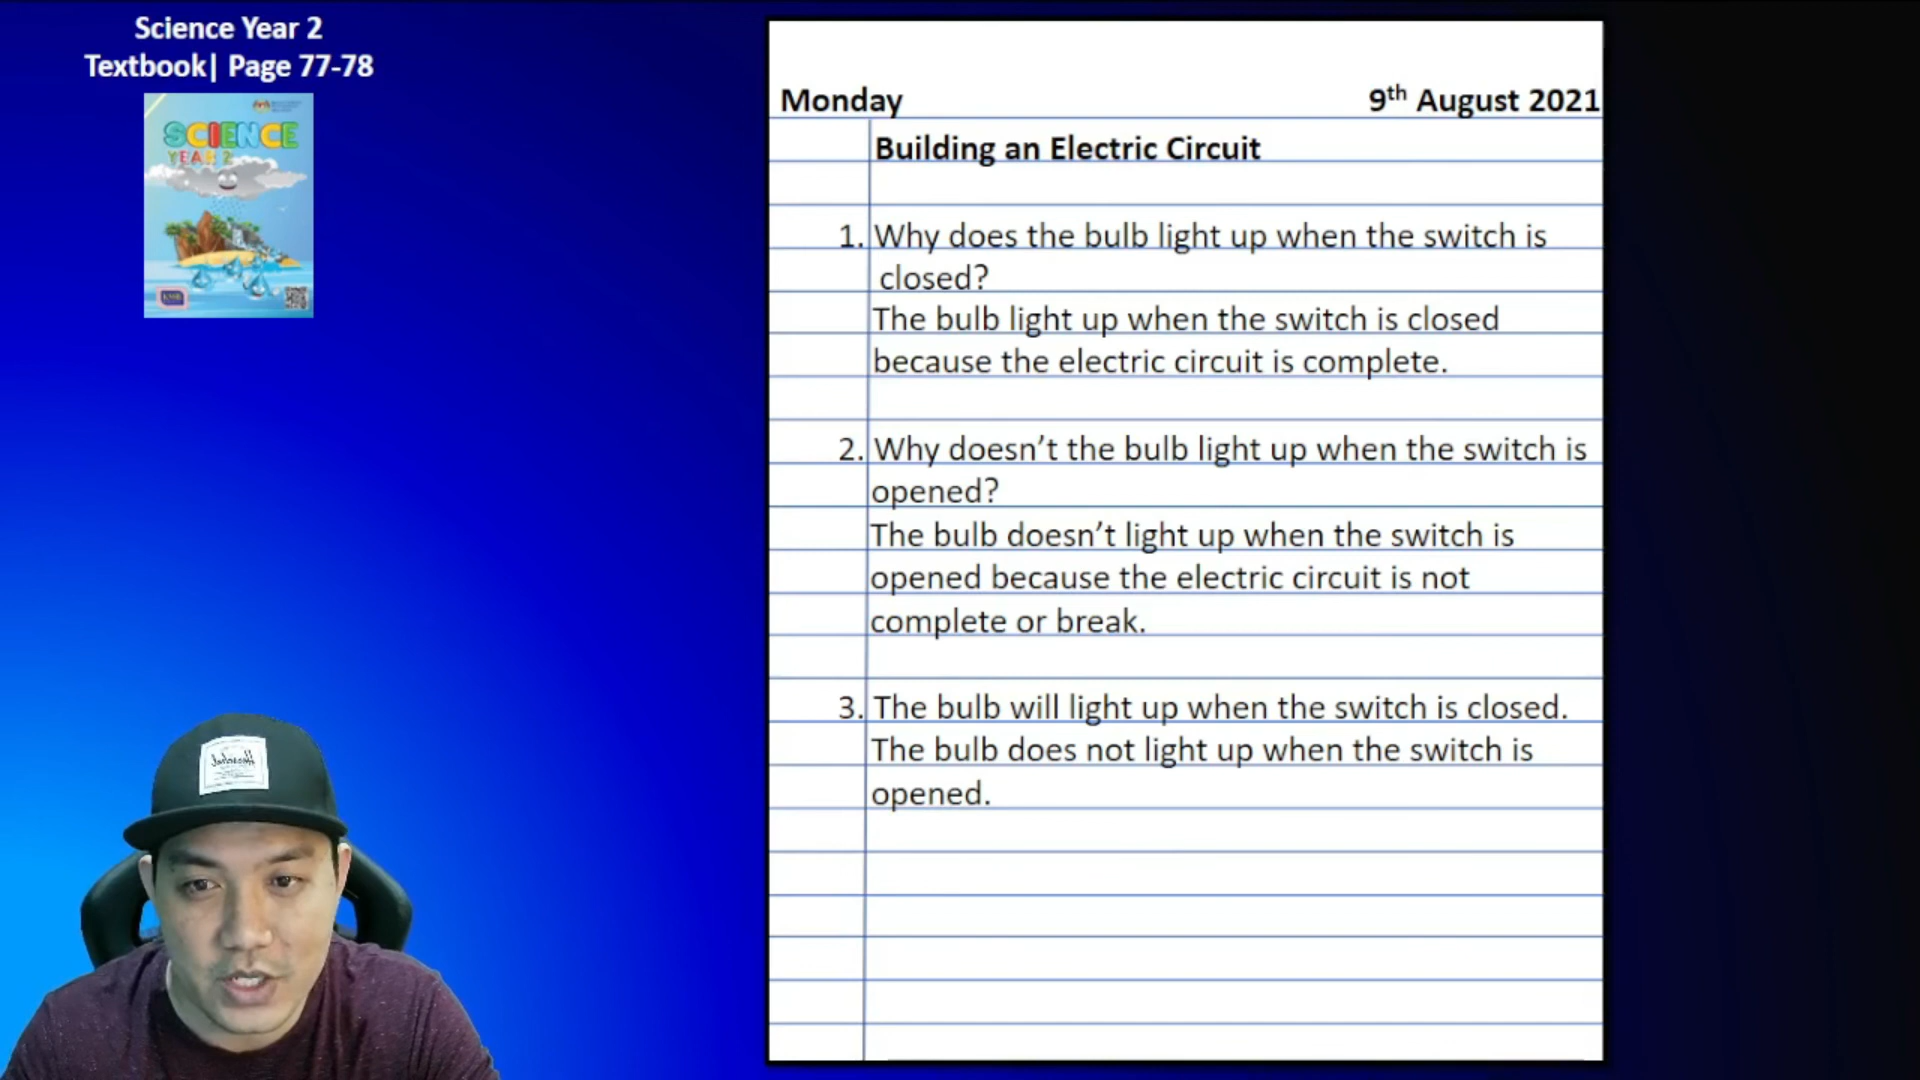 Science Year 2
Textbook| Page 77-78
SCIENCE
YEAR 2
Monday 9th August 2021
Building an Electric Circuit
1. Why does the bulb light up when the switch is
closed?
The bulb light up when the switch is closed
because the electric circuit is complete.
2. Why doesn’t the bulb light up when the switch is
opened?
The bulb doesn’t light up when the switch is
opened because the electric circuit is not
complete or break.
3. The bulb will light up when the switch is closed.
The bulb does not light up when the switch is
opened.
Herschel